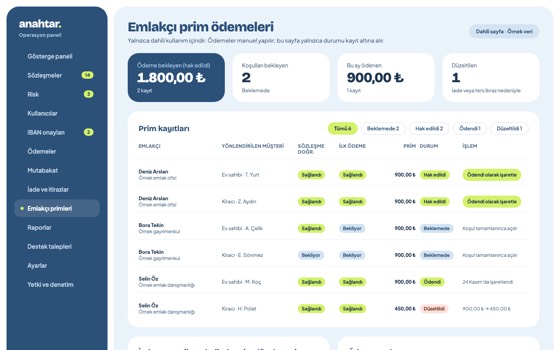 anahtar.
Operasyon paneli
Gösterge paneli
Sözleşmeler 14
Risk 3
Kullanıcılar
IBAN onayları 2
Ödemeler
Mutabakat
İade ve itirazlar
Emlakçı primleri
Raporlar
Destek talepleri
Ayarlar
Yetki ve denetim
Emlakçı prim ödemeleri
Yalnızca dahili kullanım içindir. Ödemeler manuel yapılır; bu sayfa yalnızca durumu kayıt altına alır.
Dahili sayfa · Örnek veri
Ödeme bekleyen (hak edildi)
1.800,00 ₺
2 kayıt
Koşulları bekleyen
2
Beklemede
Bu ay ödenen
900,00 ₺
1 kayıt
Düzeltilen
1
İade veya ters ibraz nedeniyle
Prim kayıtları
Tümü 6 Beklemede 2 Hak edildi 2 Ödendi 1 Düzeltildi 1
EMLAKÇI YÖNLENDİRİLEN MÜŞTERİ SÖZLEŞME DOĞR. İLK ÖDEME PRİM DURUM İŞLEM
Deniz Arslan
Örnek emlak ofisi
Ev sahibi · T. Yurt Sağlandı Sağlandı 900,00 ₺ Hak edildi Ödendi olarak işaretle
Deniz Arslan
Örnek emlak ofisi
Kiracı · Z. Aydın Sağlandı Sağlandı 900,00 ₺ Hak edildi Ödendi olarak işaretle
Bora Tekin
Örnek gayrimenkul
Ev sahibi · A. Çelik Sağlandı Bekliyor 900,00 ₺ Beklemede Koşul tamamlanınca açılır
Bora Tekin
Örnek gayrimenkul
Kiracı · E. Sönmez Bekliyor Bekliyor 900,00 ₺ Beklemede Koşul tamamlanınca açılır
Selin Öz
Örnek emlak danışmanlığı
Ev sahibi · M. Koç Sağlandı Sağlandı 900,00 ₺ Ödendi 24 Kasım'da işaretlendi
Selin Öz
Örnek emlak danışmanlığı
Kiracı · H. Polat Sağlandı Sağlandı 450,00 ₺ Düzeltildi 900,00 ₺ → 450,00 ₺